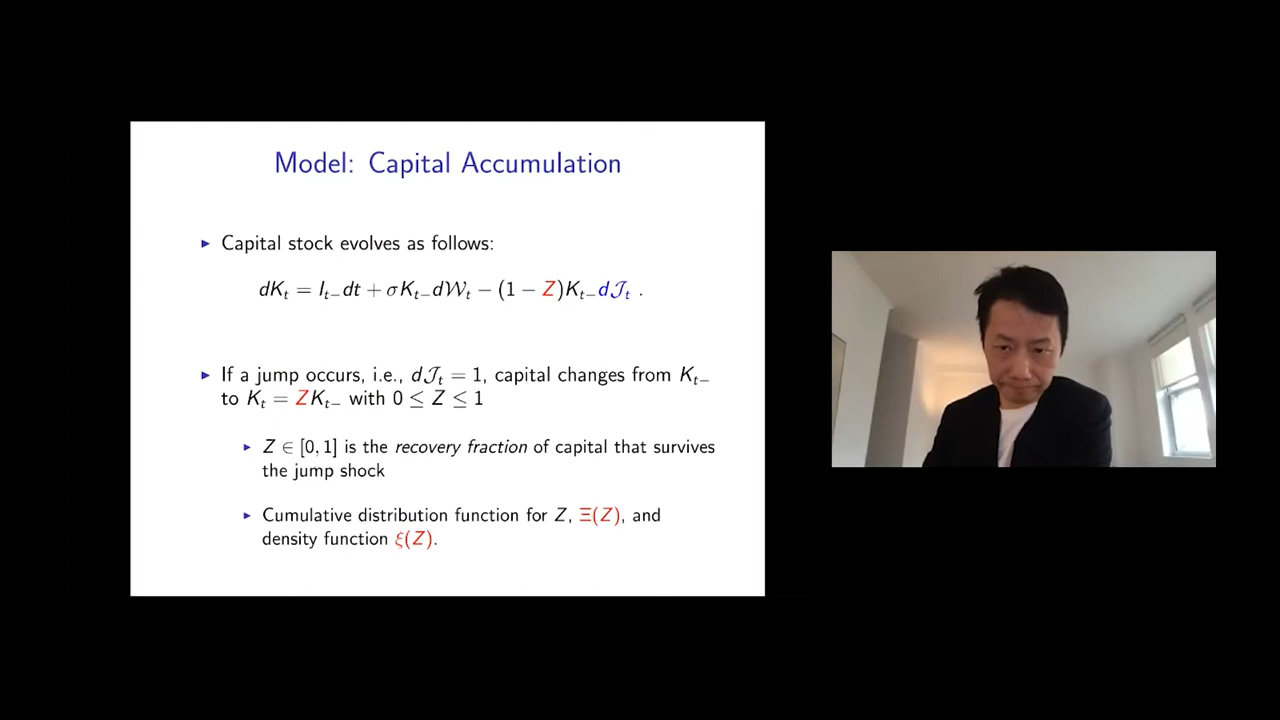 Model: Capital Accumulation
▶ Capital stock evolves as follows:
dK_t = I_{t−}dt + σK_{t−}d𝒲_t − (1 − Z)K_{t−}d𝒥_t .
▶ If a jump occurs, i.e., d𝒥_t = 1, capital changes from K_{t−}
to K_t = ZK_{t−} with 0 ≤ Z ≤ 1
▶ Z ∈ [0, 1] is the recovery fraction of capital that survives
the jump shock
▶ Cumulative distribution function for Z, Ξ(Z), and
density function ξ(Z).